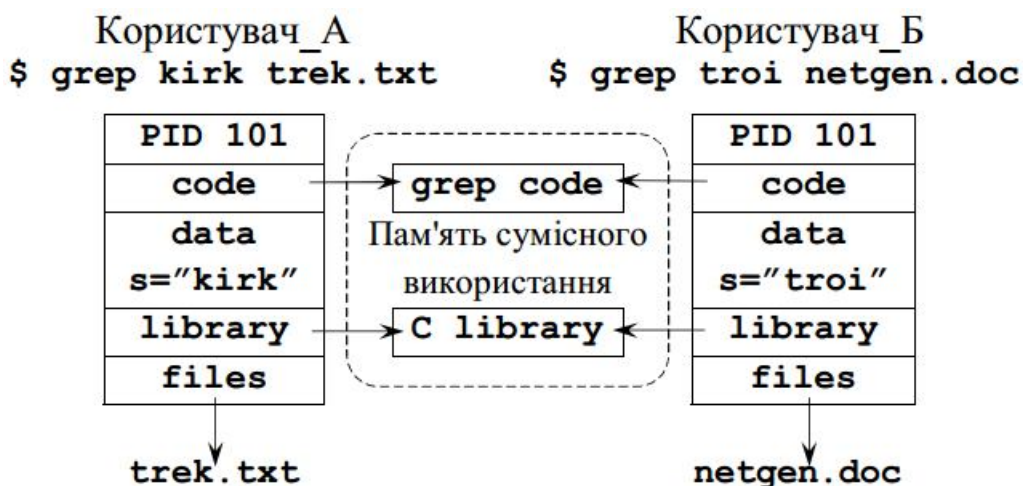 Користувач_А
$ grep kirk trek.txt
PID 101
code
data
s=”kirk”
library
files
trek.txt
grep code
Пам'ять сумісного
використання
C library
Користувач_Б
$ grep troi netgen.doc
PID 101
code
data
s=”troi”
library
files
netgen.doc